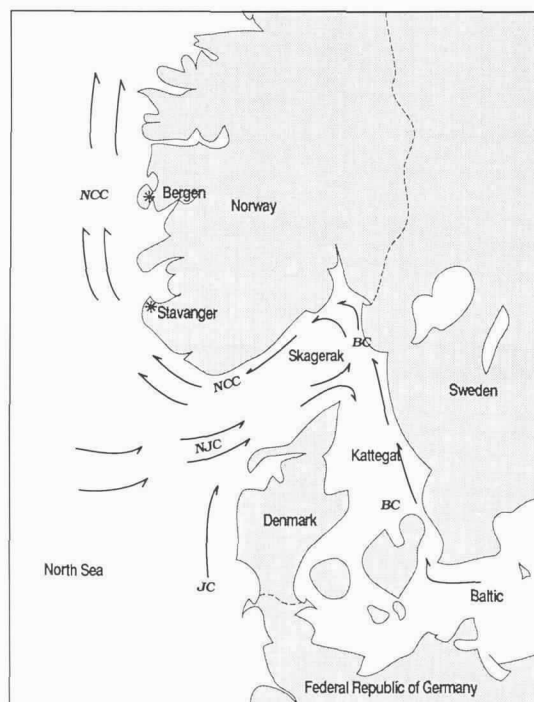 NCC
Bergen
Norway
Stavanger
Skagerak
BC
NCC
Sweden
NJC
Kattegat
BC
Denmark
North Sea
JC
Baltic
Federal Republic of Germany